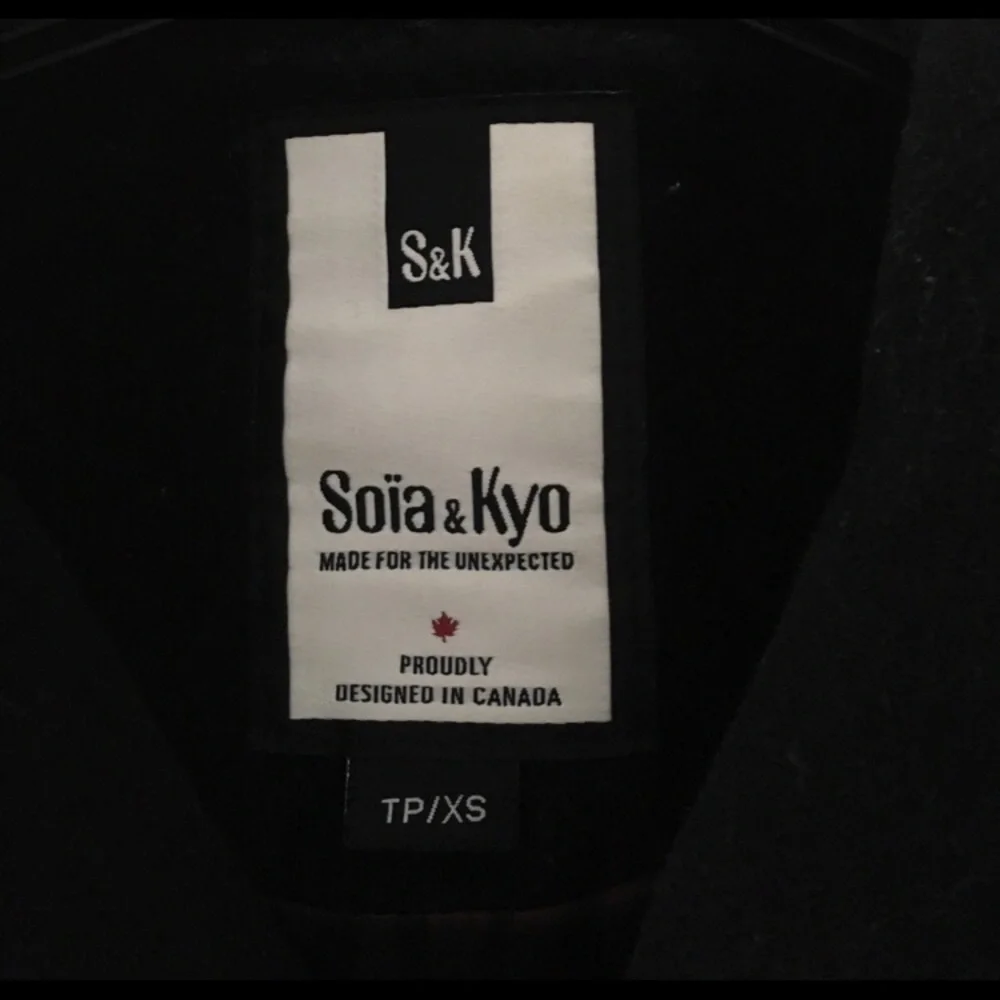 S&K
Soïa & Kyo
MADE FOR THE UNEXPECTED
PROUDLY
DESIGNED IN CANADA
TP/XS